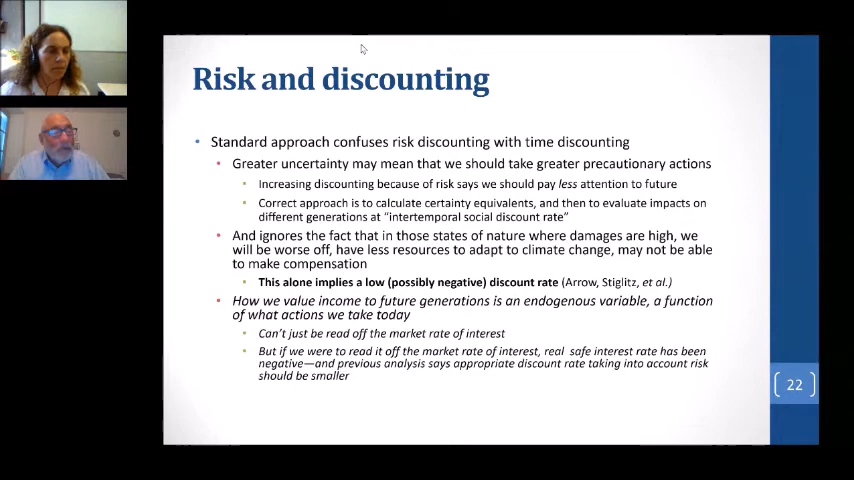 Risk and discounting
Standard approach confuses risk discounting with time discounting
Greater uncertainty may mean that we should take greater precautionary actions
Increasing discounting because of risk says we should pay less attention to future
Correct approach is to calculate certainty equivalents, and then to evaluate impacts on
different generations at “intertemporal social discount rate”
And ignores the fact that in those states of nature where damages are high, we
will be worse off, have less resources to adapt to climate change, may not be able
to make compensation
This alone implies a low (possibly negative) discount rate (Arrow, Stiglitz, et al.)
How we value income to future generations is an endogenous variable, a function
of what actions we take today
Can’t just be read off the market rate of interest
But if we were to read it off the market rate of interest, real safe interest rate has been
negative—and previous analysis says appropriate discount rate taking into account risk
should be smaller
22